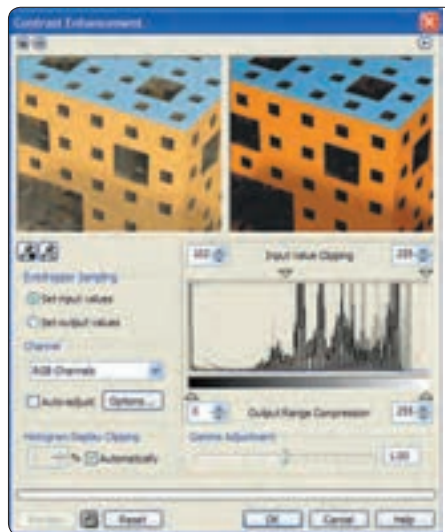 Contrast Enhancement
Input Value Clipping
Eyedropper Sampling
Set input values
Set output values
Channel
RGB Channels
Auto-adjust Options...
0 Output Range Compression 255
Histogram Display Clipping
% Automatically
Gamma Adjustment
1.00
Reset OK Cancel Help